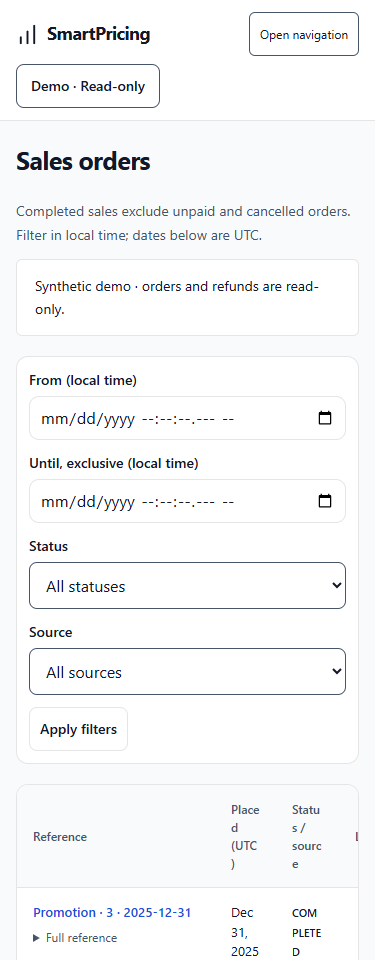 SmartPricing
Open navigation
Demo · Read-only
Sales orders
Completed sales exclude unpaid and cancelled orders.
Filter in local time; dates below are UTC.
Synthetic demo · orders and refunds are read-
only.
From (local time)
mm/dd/yyyy --:--:--.--- --
Until, exclusive (local time)
mm/dd/yyyy --:--:--.--- --
Status
All statuses
Source
All sources
Apply filters
Reference
Place
d
(UTC
)
Statu
s /
sourc
e
Promotion · 3 · 2025-12-31
Full reference
Dec
31,
2025
COM
PLETE
D